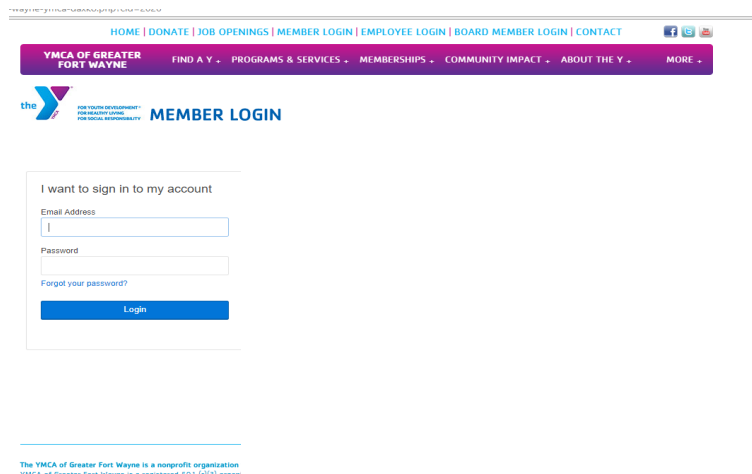 HOME | DONATE | JOB OPENINGS | MEMBER LOGIN | EMPLOYEE LOGIN | BOARD MEMBER LOGIN | CONTACT
YMCA OF GREATER
FORT WAYNE
FIND A Y + PROGRAMS & SERVICES + MEMBERSHIPS + COMMUNITY IMPACT + ABOUT THE Y + MORE +
the
FOR YOUTH DEVELOPMENT
FOR HEALTHY LIVING
FOR SOCIAL RESPONSIBILITY
MEMBER LOGIN
I want to sign in to my account
Email Address
Password
Forgot your password?
Login
The YMCA of Greater Fort Wayne is a nonprofit organization